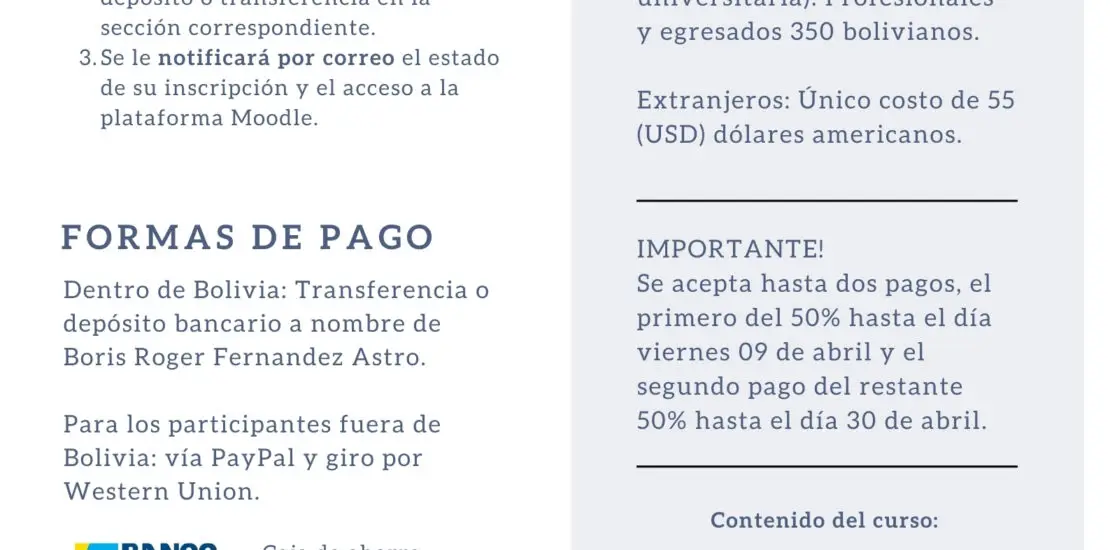 depósito o transferencia en la
sección correspondiente.
3. Se le notificará por correo el estado
de su inscripción y el acceso a la
plataforma Moodle.
FORMAS DE PAGO
Dentro de Bolivia: Transferencia o
depósito bancario a nombre de
Boris Roger Fernandez Astro.
Para los participantes fuera de
Bolivia: vía PayPal y giro por
Western Union.
BANCO
Caja de ahorro
universitaria). Profesionales
y egresados 350 bolivianos.
Extranjeros: Único costo de 55
(USD) dólares americanos.
IMPORTANTE!
Se acepta hasta dos pagos, el
primero del 50% hasta el día
viernes 09 de abril y el
segundo pago del restante
50% hasta el día 30 de abril.
Contenido del curso: